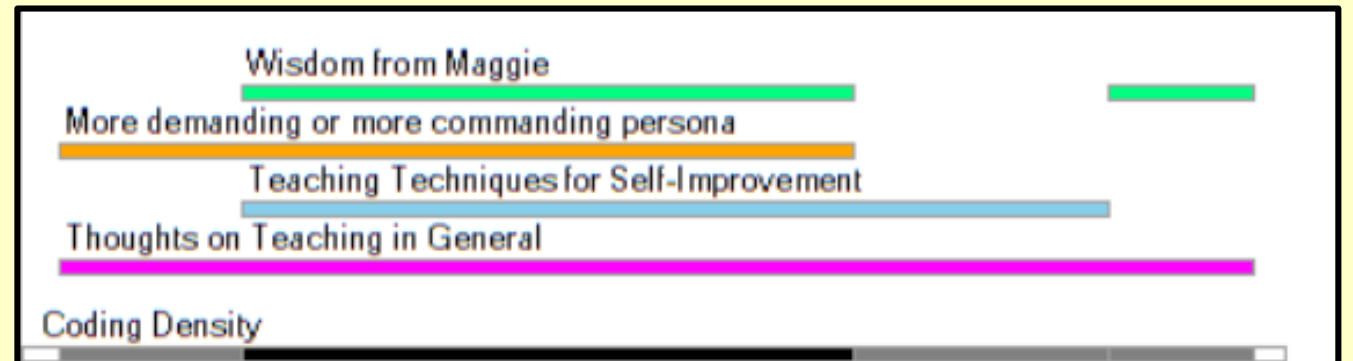 Wisdom from Maggie
More demanding or more commanding persona
Teaching Techniques for Self-Improvement
Thoughts on Teaching in General
Coding Density